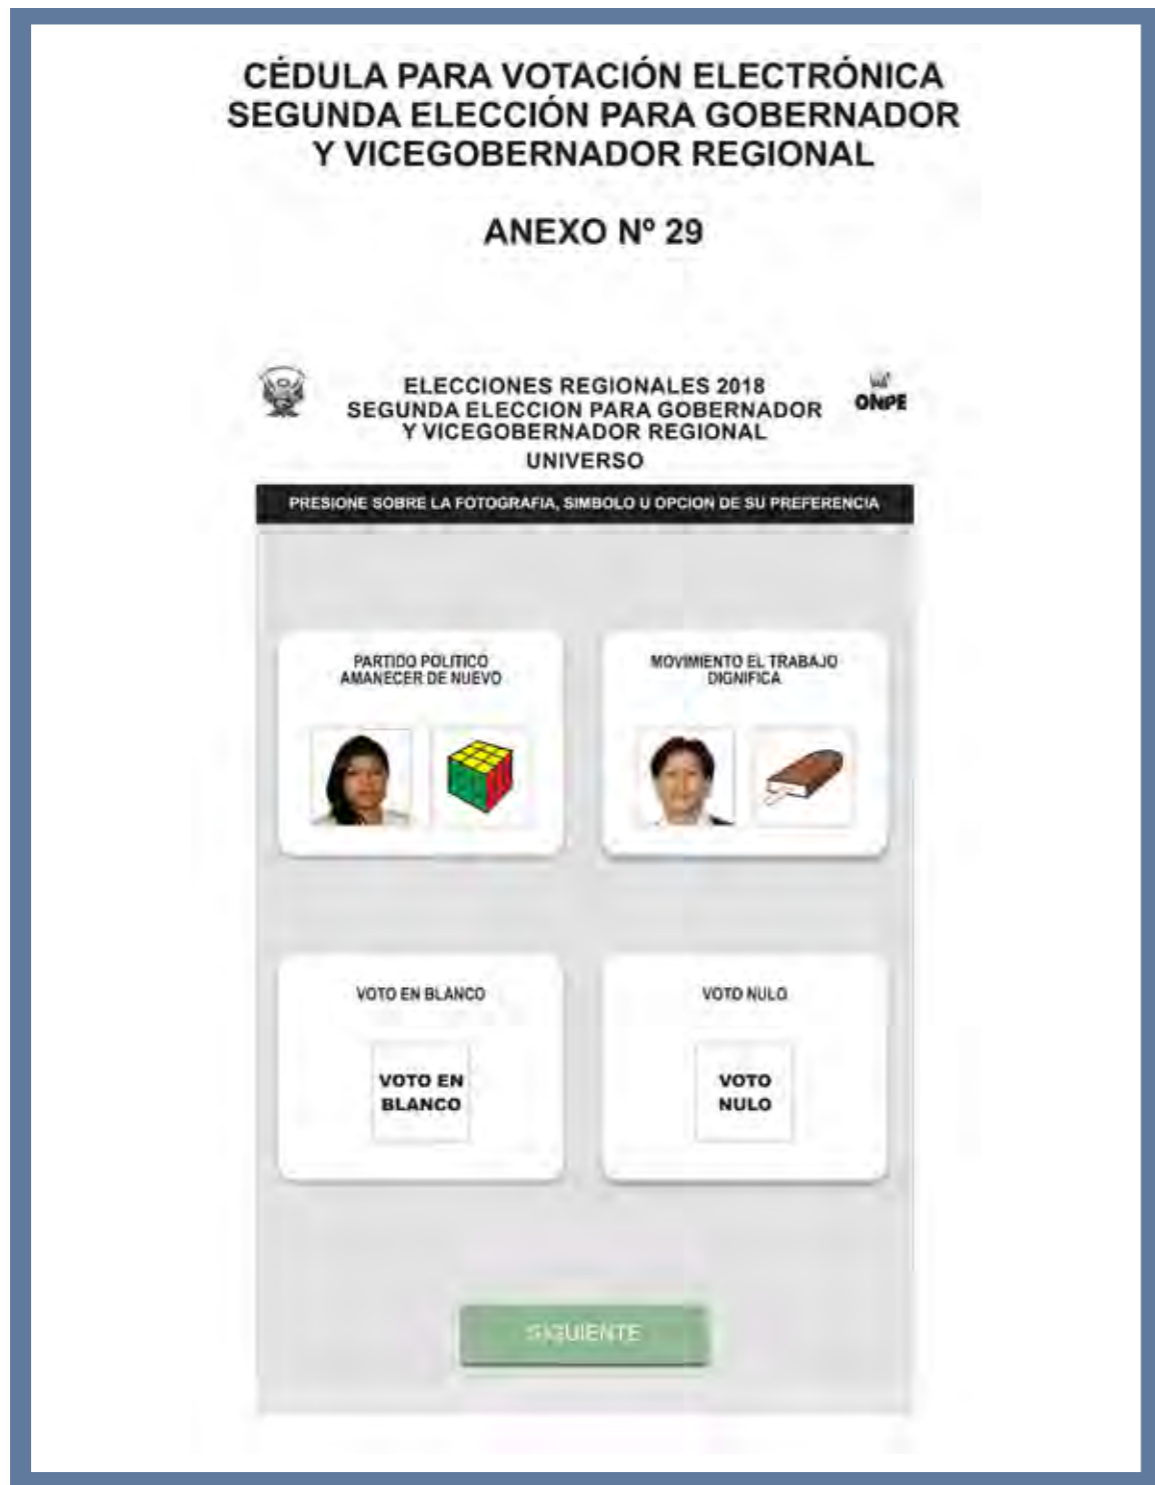 CÉDULA PARA VOTACIÓN ELECTRÓNICA
SEGUNDA ELECCIÓN PARA GOBERNADOR
Y VICEGOBERNADOR REGIONAL
ANEXO Nº 29
ELECCIONES REGIONALES 2018
SEGUNDA ELECCION PARA GOBERNADOR
Y VICEGOBERNADOR REGIONAL
UNIVERSO
ONPE
PRESIONE SOBRE LA FOTOGRAFIA, SIMBOLO U OPCION DE SU PREFERENCIA
PARTIDO POLITICO
AMANECER DE NUEVO
MOVIMIENTO EL TRABAJO
DIGNIFICA
VOTO EN BLANCO
VOTO EN
BLANCO
VOTO NULO
VOTO
NULO
SIGUIENTE